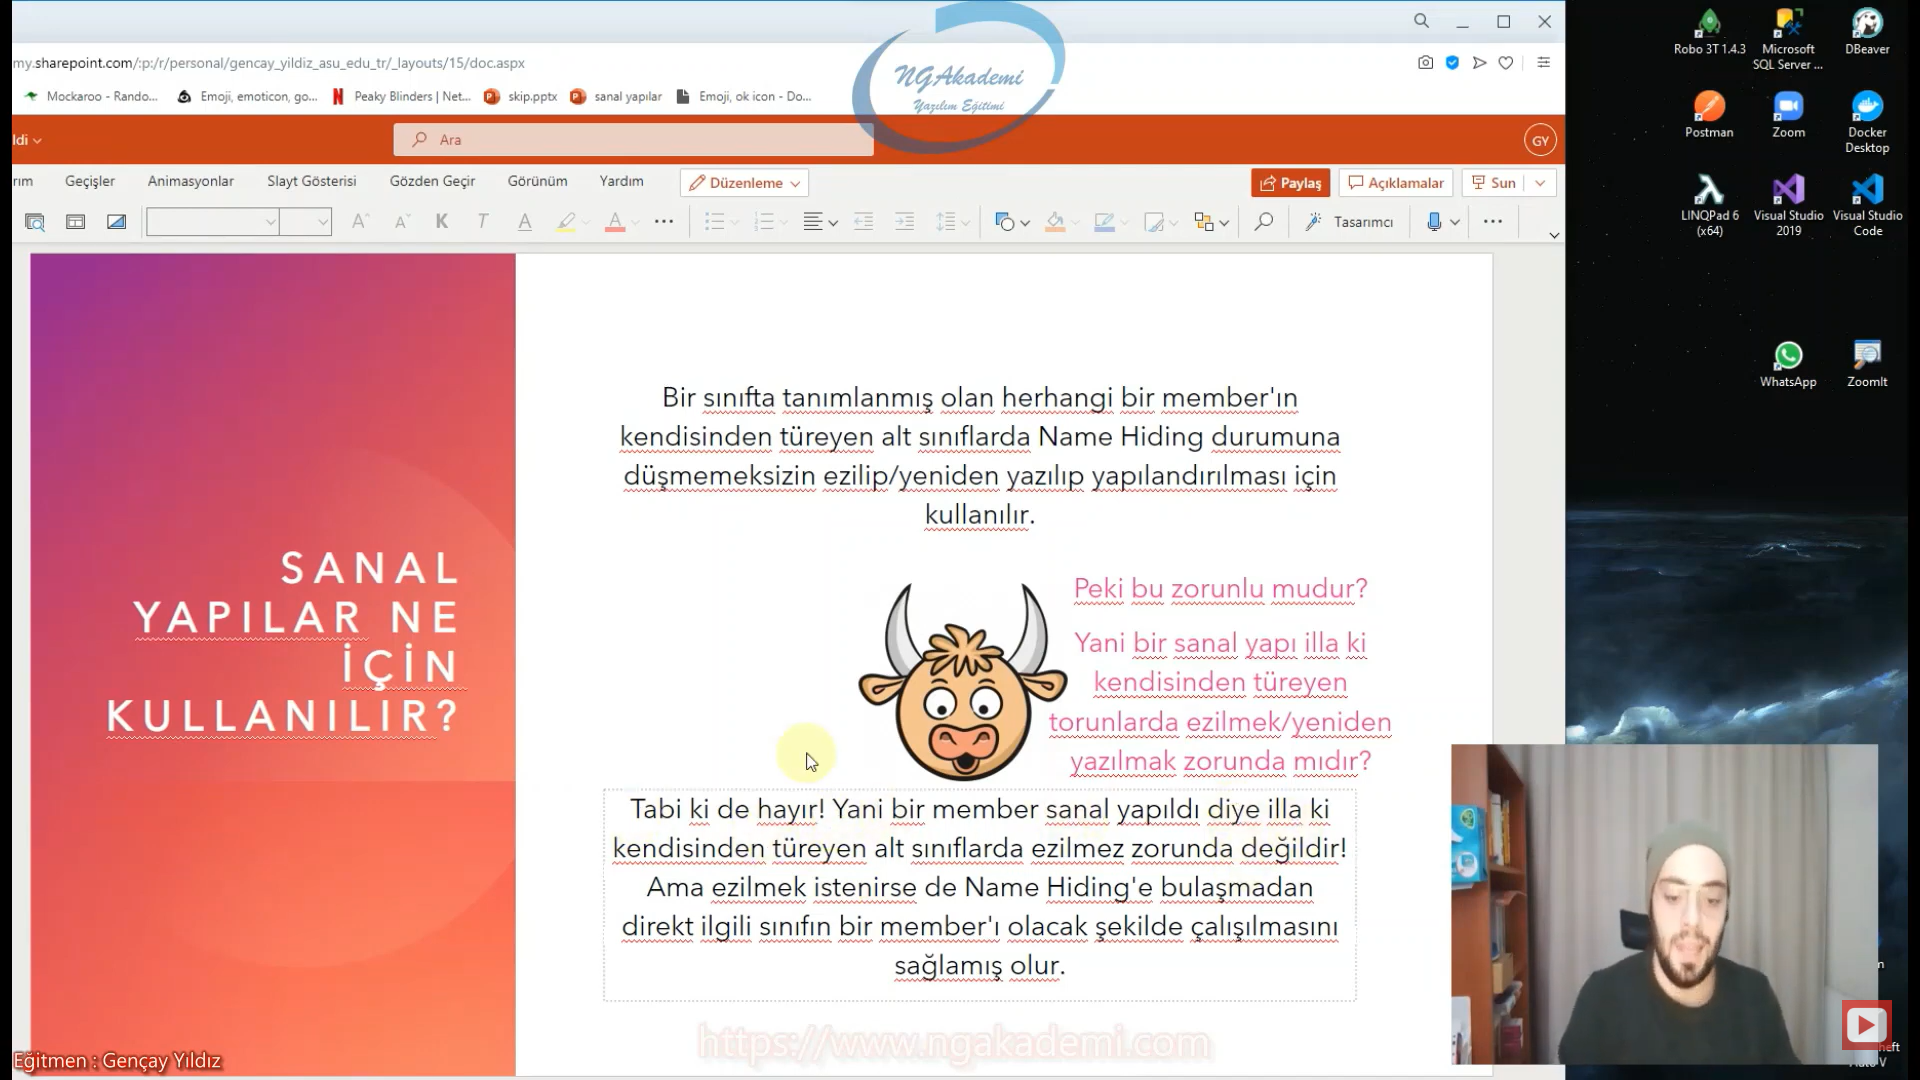 my.sharepoint.com/:p:/r/personal/gencay_yildiz_asu_edu_tr/_layouts/15/doc.aspx
Mockaroo - Rando...
Emoji, emoticon, go...
Peaky Blinders | Net...
skip.pptx
sanal yapılar
Emoji, ok icon - Do...
NGAkademi
Yazılım Eğitimi
ldi
Ara
GY
rım
Geçişler
Animasyonlar
Slayt Gösterisi
Gözden Geçir
Görünüm
Yardım
Düzenleme
Paylaş
Açıklamalar
Sun
K
T
A
A
Tasarımcı
SANAL
YAPILAR NE
İÇİN
KULLANILIR?
Bir sınıfta tanımlanmış olan herhangi bir member'ın
kendisinden türeyen alt sınıflarda Name Hiding durumuna
düşmemeksizin ezilip/yeniden yazılıp yapılandırılması için
kullanılır.
Peki bu zorunlu mudur?
Yani bir sanal yapı illa ki
kendisinden türeyen
torunlarda ezilmek/yeniden
yazılmak zorunda mıdır?
Tabi ki de hayır! Yani bir member sanal yapıldı diye illa ki
kendisinden türeyen alt sınıflarda ezilmez zorunda değildir!
Ama ezilmek istenirse de Name Hiding'e bulaşmadan
direkt ilgili sınıfın bir member'ı olacak şekilde çalışılmasını
sağlamış olur.
https://www.ngakademi.com
Eğitmen : Gençay Yıldız
Robo 3T 1.4.3
Microsoft
SQL Server ...
DBeaver
Postman
Zoom
Docker
Desktop
LINQPad 6
(x64)
Visual Studio
2019
Visual Studio
Code
WhatsApp
ZoomIt